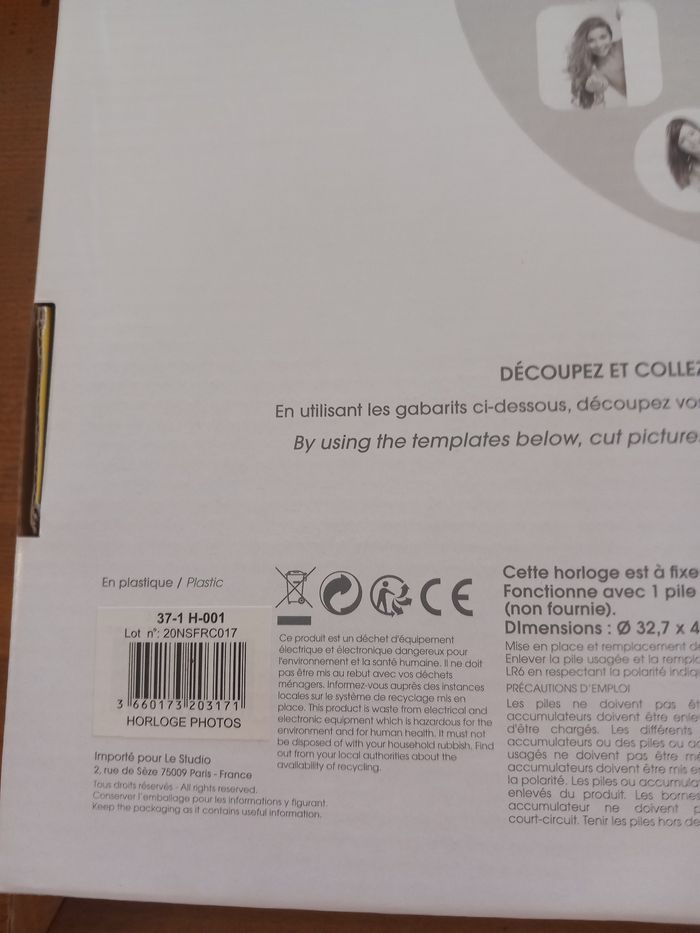 DÉCOUPEZ ET COLLEZ
En utilisant les gabarits ci-dessous, découpez vos
By using the templates below, cut picture
En plastique / Plastic
37-1 H-001
Lot n°: 20NSFRC017
3 660173 203171
HORLOGE PHOTOS
Importé pour Le Studio
2, rue de Sèze 75009 Paris - France
Tous droits réservés - All rights reserved.
Conserver l'emballage pour les informations y figurant.
Keep the packaging as it contains useful information.
CE
Ce produit est un déchet d'équipement
électrique et électronique dangereux pour
l'environnement et la santé humaine. Il ne doit
pas être mis au rebut avec vos déchets
ménagers. Informez-vous auprès des instances
locales sur le système de recyclage mis en
place. This product is waste from electrical and
electronic equipment which is hazardous for the
environment and for human health. It must not
be disposed of with your household rubbish. Find
out from your local authorities about the
availability of recycling.
Cette horloge est à fixe
Fonctionne avec 1 pile
(non fournie).
DImensions : Ø 32,7 x 4
Mise en place et remplacement de
Enlever la pile usagée et la rempla
LR6 en respectant la polarité indiq
PRÉCAUTIONS D'EMPLOI
Les piles ne doivent pas êt
accumulateurs doivent être enle
d'être chargés. Les différents
accumulateurs ou des piles ou ac
usagés ne doivent pas être mé
accumulateurs doivent être mis e
la polarité. Les piles ou accumula
enlevés du produit. Les bornes
accumulateur ne doivent p
court-circuit. Tenir les piles hors de